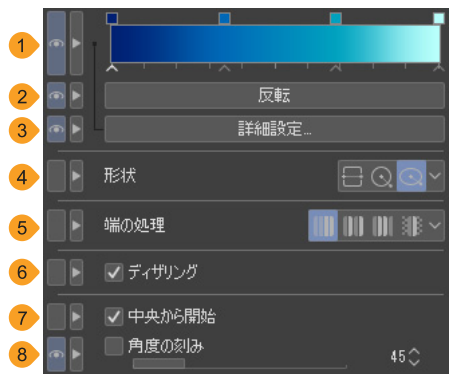 1
2 反転
3 詳細設定...
4 形状
5 端の処理
6 ディザリング
7 中央から開始
8 角度の刻み 45